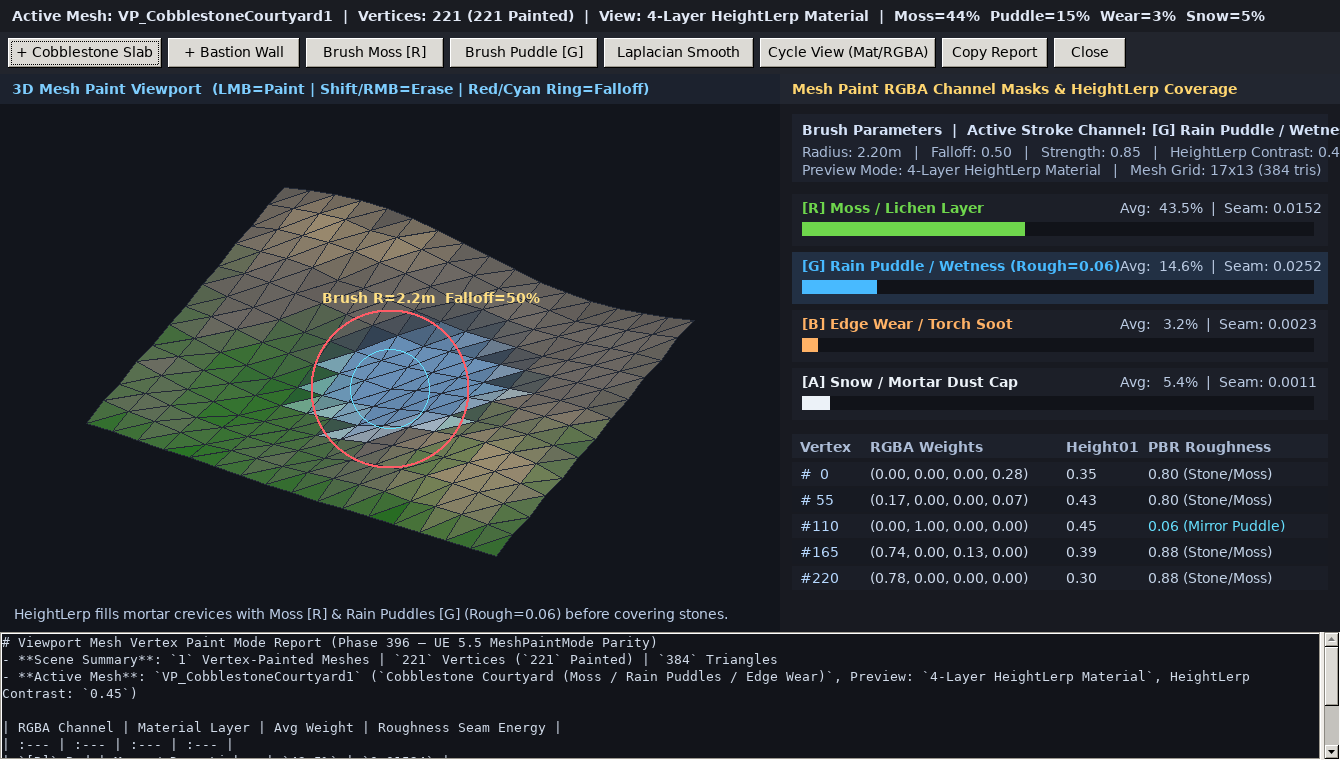 Active Mesh: VP_CobblestoneCourtyard1 | Vertices: 221 (221 Painted) | View: 4-Layer HeightLerp Material | Moss=44% Puddle=15% Wear=3% Snow=5%
+ Cobblestone Slab + Bastion Wall Brush Moss [R] Brush Puddle [G] Laplacian Smooth Cycle View (Mat/RGBA) Copy Report Close
3D Mesh Paint Viewport (LMB=Paint | Shift/RMB=Erase | Red/Cyan Ring=Falloff)
Brush R=2.2m Falloff=50%
HeightLerp fills mortar crevices with Moss [R] & Rain Puddles [G] (Rough=0.06) before covering stones.
Mesh Paint RGBA Channel Masks & HeightLerp Coverage
Brush Parameters | Active Stroke Channel: [G] Rain Puddle / Wetne
Radius: 2.20m | Falloff: 0.50 | Strength: 0.85 | HeightLerp Contrast: 0.4
Preview Mode: 4-Layer HeightLerp Material | Mesh Grid: 17x13 (384 tris)
[R] Moss / Lichen Layer Avg: 43.5% | Seam: 0.0152
[G] Rain Puddle / Wetness (Rough=0.06) Avg: 14.6% | Seam: 0.0252
[B] Edge Wear / Torch Soot Avg: 3.2% | Seam: 0.0023
[A] Snow / Mortar Dust Cap Avg: 5.4% | Seam: 0.0011
Vertex RGBA Weights Height01 PBR Roughness
# 0 (0.00, 0.00, 0.00, 0.28) 0.35 0.80 (Stone/Moss)
# 55 (0.17, 0.00, 0.00, 0.07) 0.43 0.80 (Stone/Moss)
#110 (0.00, 1.00, 0.00, 0.00) 0.45 0.06 (Mirror Puddle)
#165 (0.74, 0.00, 0.13, 0.00) 0.39 0.88 (Stone/Moss)
#220 (0.78, 0.00, 0.00, 0.00) 0.30 0.88 (Stone/Moss)
# Viewport Mesh Vertex Paint Mode Report (Phase 396 — UE 5.5 MeshPaintMode Parity)
- **Scene Summary**: `1` Vertex-Painted Meshes | `221` Vertices (`221` Painted) | `384` Triangles
- **Active Mesh**: `VP_CobblestoneCourtyard1` (`Cobblestone Courtyard (Moss / Rain Puddles / Edge Wear)`, Preview: `4-Layer HeightLerp Material`, HeightLerp
Contrast: `0.45`)
| RGBA Channel | Material Layer | Avg Weight | Roughness Seam Energy |
| :--- | :--- | :--- | :--- |